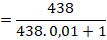 = 438
438.0,01 + 1